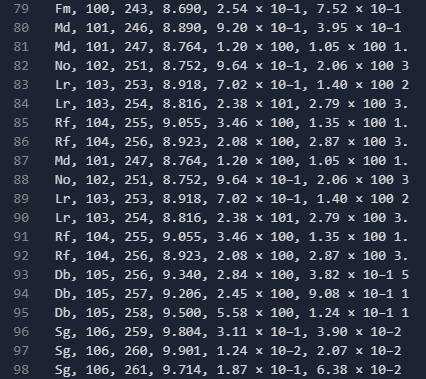 79 Fm, 100, 243, 8.690, 2.54 × 10−1, 7.52 × 10−1
80 Md, 101, 246, 8.890, 9.20 × 10−1, 3.95 × 10−1
81 Md, 101, 247, 8.764, 1.20 × 100, 1.05 × 100 1.
82 No, 102, 251, 8.752, 9.64 × 10−1, 2.06 × 100 3
83 Lr, 103, 253, 8.918, 7.02 × 10−1, 1.40 × 100 2
84 Lr, 103, 254, 8.816, 2.38 × 101, 2.79 × 100 3.
85 Rf, 104, 255, 9.055, 3.46 × 100, 1.35 × 100 1.
86 Rf, 104, 256, 8.923, 2.08 × 100, 2.87 × 100 3.
87 Md, 101, 247, 8.764, 1.20 × 100, 1.05 × 100 1.
88 No, 102, 251, 8.752, 9.64 × 10−1, 2.06 × 100 3
89 Lr, 103, 253, 8.918, 7.02 × 10−1, 1.40 × 100 2
90 Lr, 103, 254, 8.816, 2.38 × 101, 2.79 × 100 3.
91 Rf, 104, 255, 9.055, 3.46 × 100, 1.35 × 100 1.
92 Rf, 104, 256, 8.923, 2.08 × 100, 2.87 × 100 3.
93 Db, 105, 256, 9.340, 2.84 × 100, 3.82 × 10−1 5
94 Db, 105, 257, 9.206, 2.45 × 100, 9.08 × 10−1 1
95 Db, 105, 258, 9.500, 5.58 × 100, 1.24 × 10−1 1
96 Sg, 106, 259, 9.804, 3.11 × 10−1, 3.90 × 10−2
97 Sg, 106, 260, 9.901, 1.24 × 10−2, 2.07 × 10−2
98 Sg, 106, 261, 9.714, 1.87 × 10−1, 6.38 × 10−2